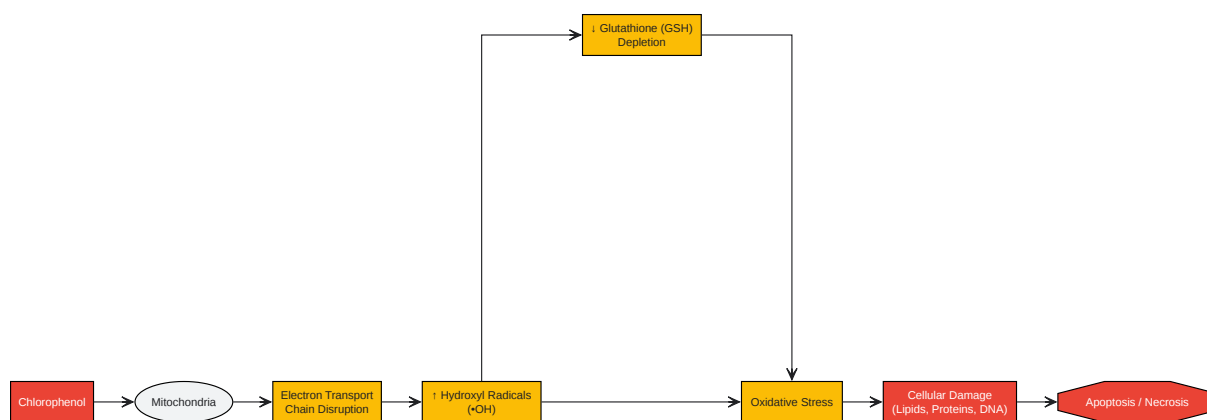 ↓ Glutathione (GSH)
Depletion
Chlorophenol
Mitochondria
Electron Transport
Chain Disruption
↑ Hydroxyl Radicals
(•OH)
Oxidative Stress
Cellular Damage
(Lipids, Proteins, DNA)
Apoptosis / Necrosis